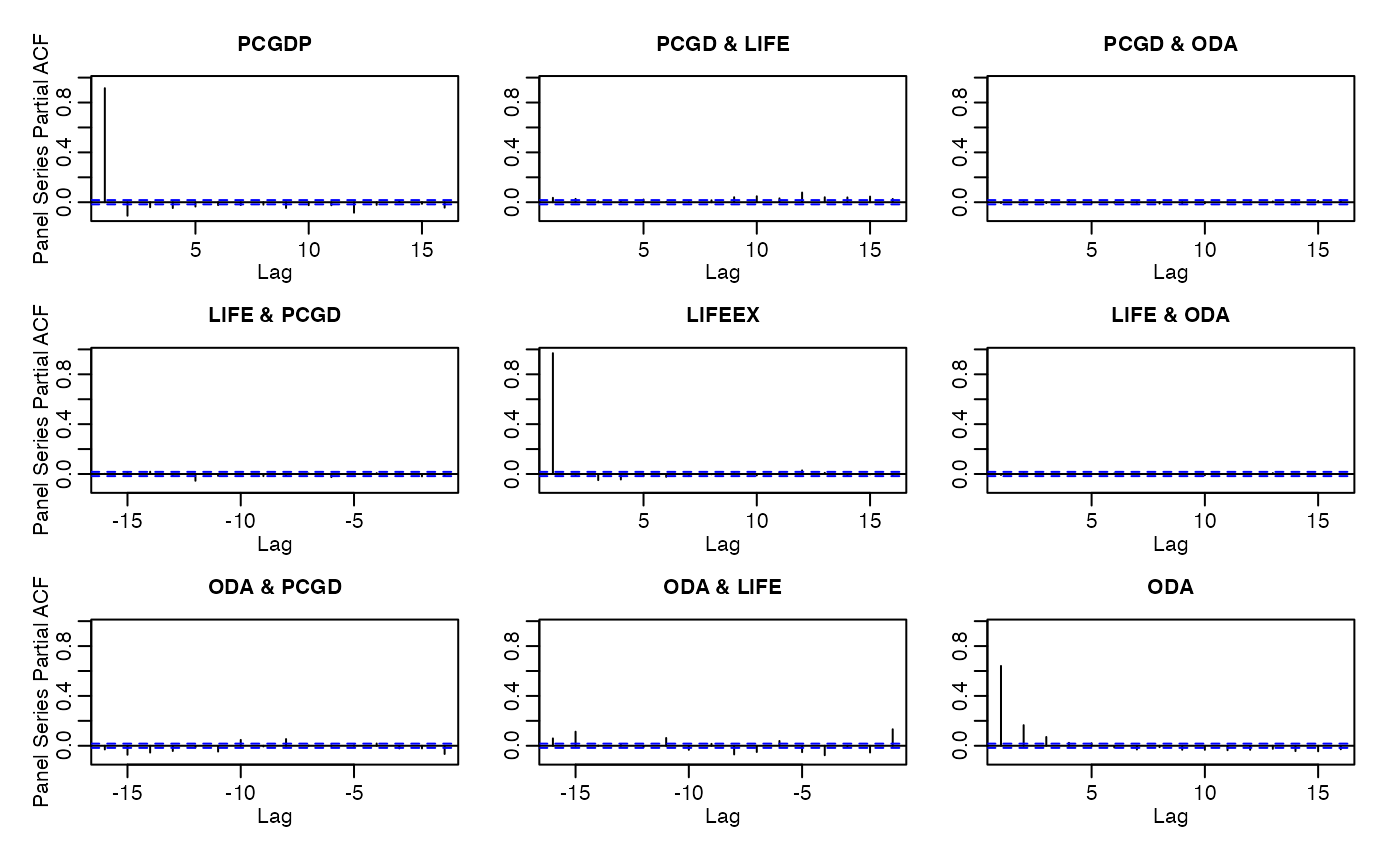 PCGDP
PCGD & LIFE
PCGD & ODA
Panel Series Partial ACF
0.0 0.4 0.8
0.0 0.4 0.8
0.0 0.4 0.8
5 10 15
5 10 15
5 10 15
Lag
Lag
Lag
LIFE & PCGD
LIFEEX
LIFE & ODA
Panel Series Partial ACF
0.0 0.4 0.8
0.0 0.4 0.8
0.0 0.4 0.8
-15 -10 -5
5 10 15
5 10 15
Lag
Lag
Lag
ODA & PCGD
ODA & LIFE
ODA
Panel Series Partial ACF
0.0 0.4 0.8
0.0 0.4 0.8
0.0 0.4 0.8
-15 -10 -5
-15 -10 -5
5 10 15
Lag
Lag
Lag